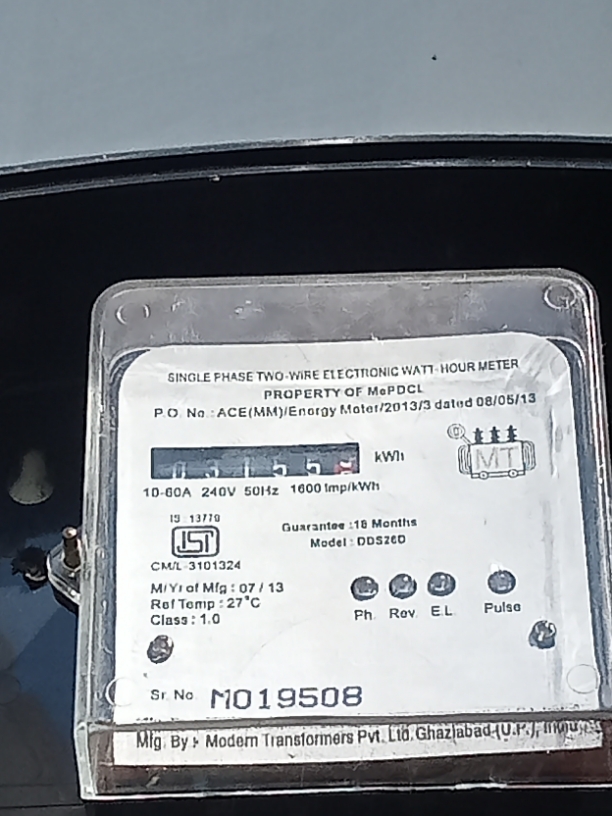 SINGLE PHASE TWO-WIRE ELECTRONIC WATT-HOUR METER
PROPERTY OF MePDCL
P.O. No.: ACE(MM)/Energy Meter/2013/3 dated 08/05/13
kWh
MT
10-60A 240V 50Hz 1600 Imp/kWh
IS : 13779
Guarantee :18 Months
ISI
Model : DDS26D
CM/L-3101324
M/Yr of Mfg : 07 / 13
Ref Temp : 27°C
Class : 1.0
Ph. Rev. E.L. Pulse
Sr. No. M019508
Mfg. By :- Modern Transformers Pvt. Ltd. Ghaziabad-(U.P.),